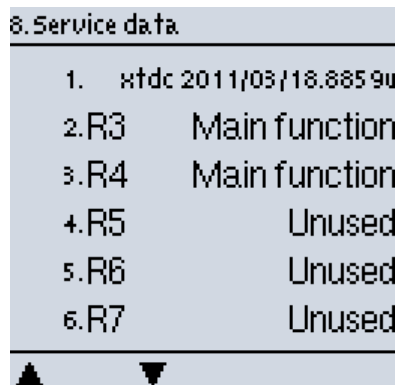 8.Service data
1. xtdc 2011/03/18.8859u
2.R3 Main function
3.R4 Main function
4.R5 Unused
5.R6 Unused
6.R7 Unused